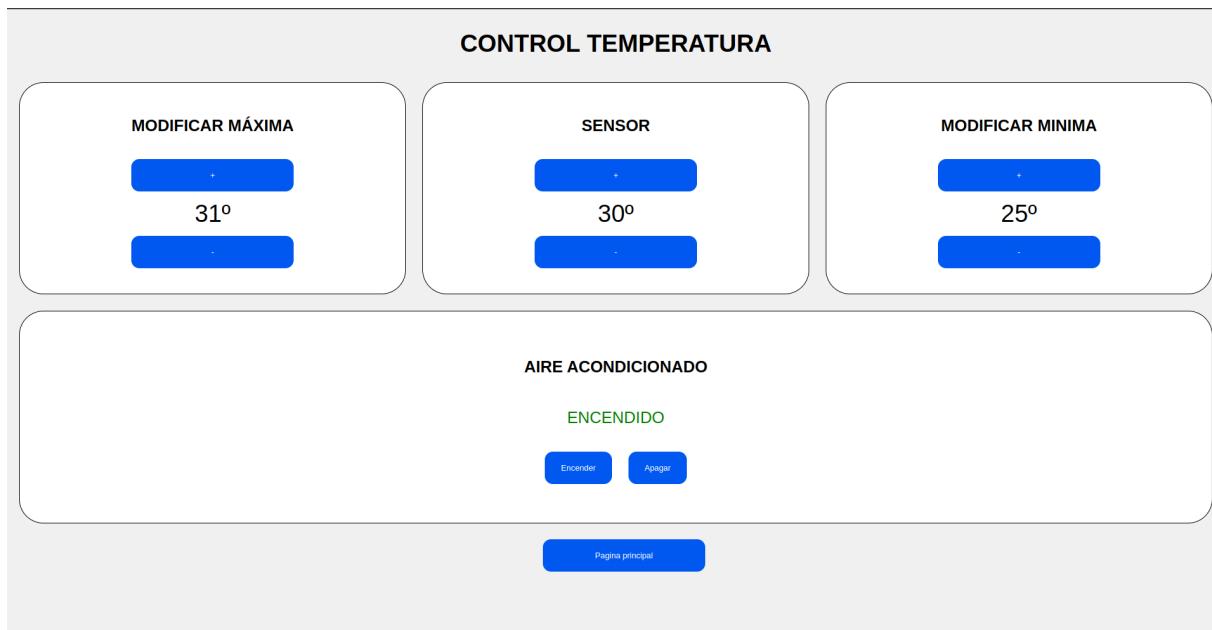 CONTROL TEMPERATURA
MODIFICAR MÁXIMA
+
31º
-
SENSOR
+
30º
-
MODIFICAR MINIMA
+
25º
-
AIRE ACONDICIONADO
ENCENDIDO
Encender
Apagar
Pagina principal